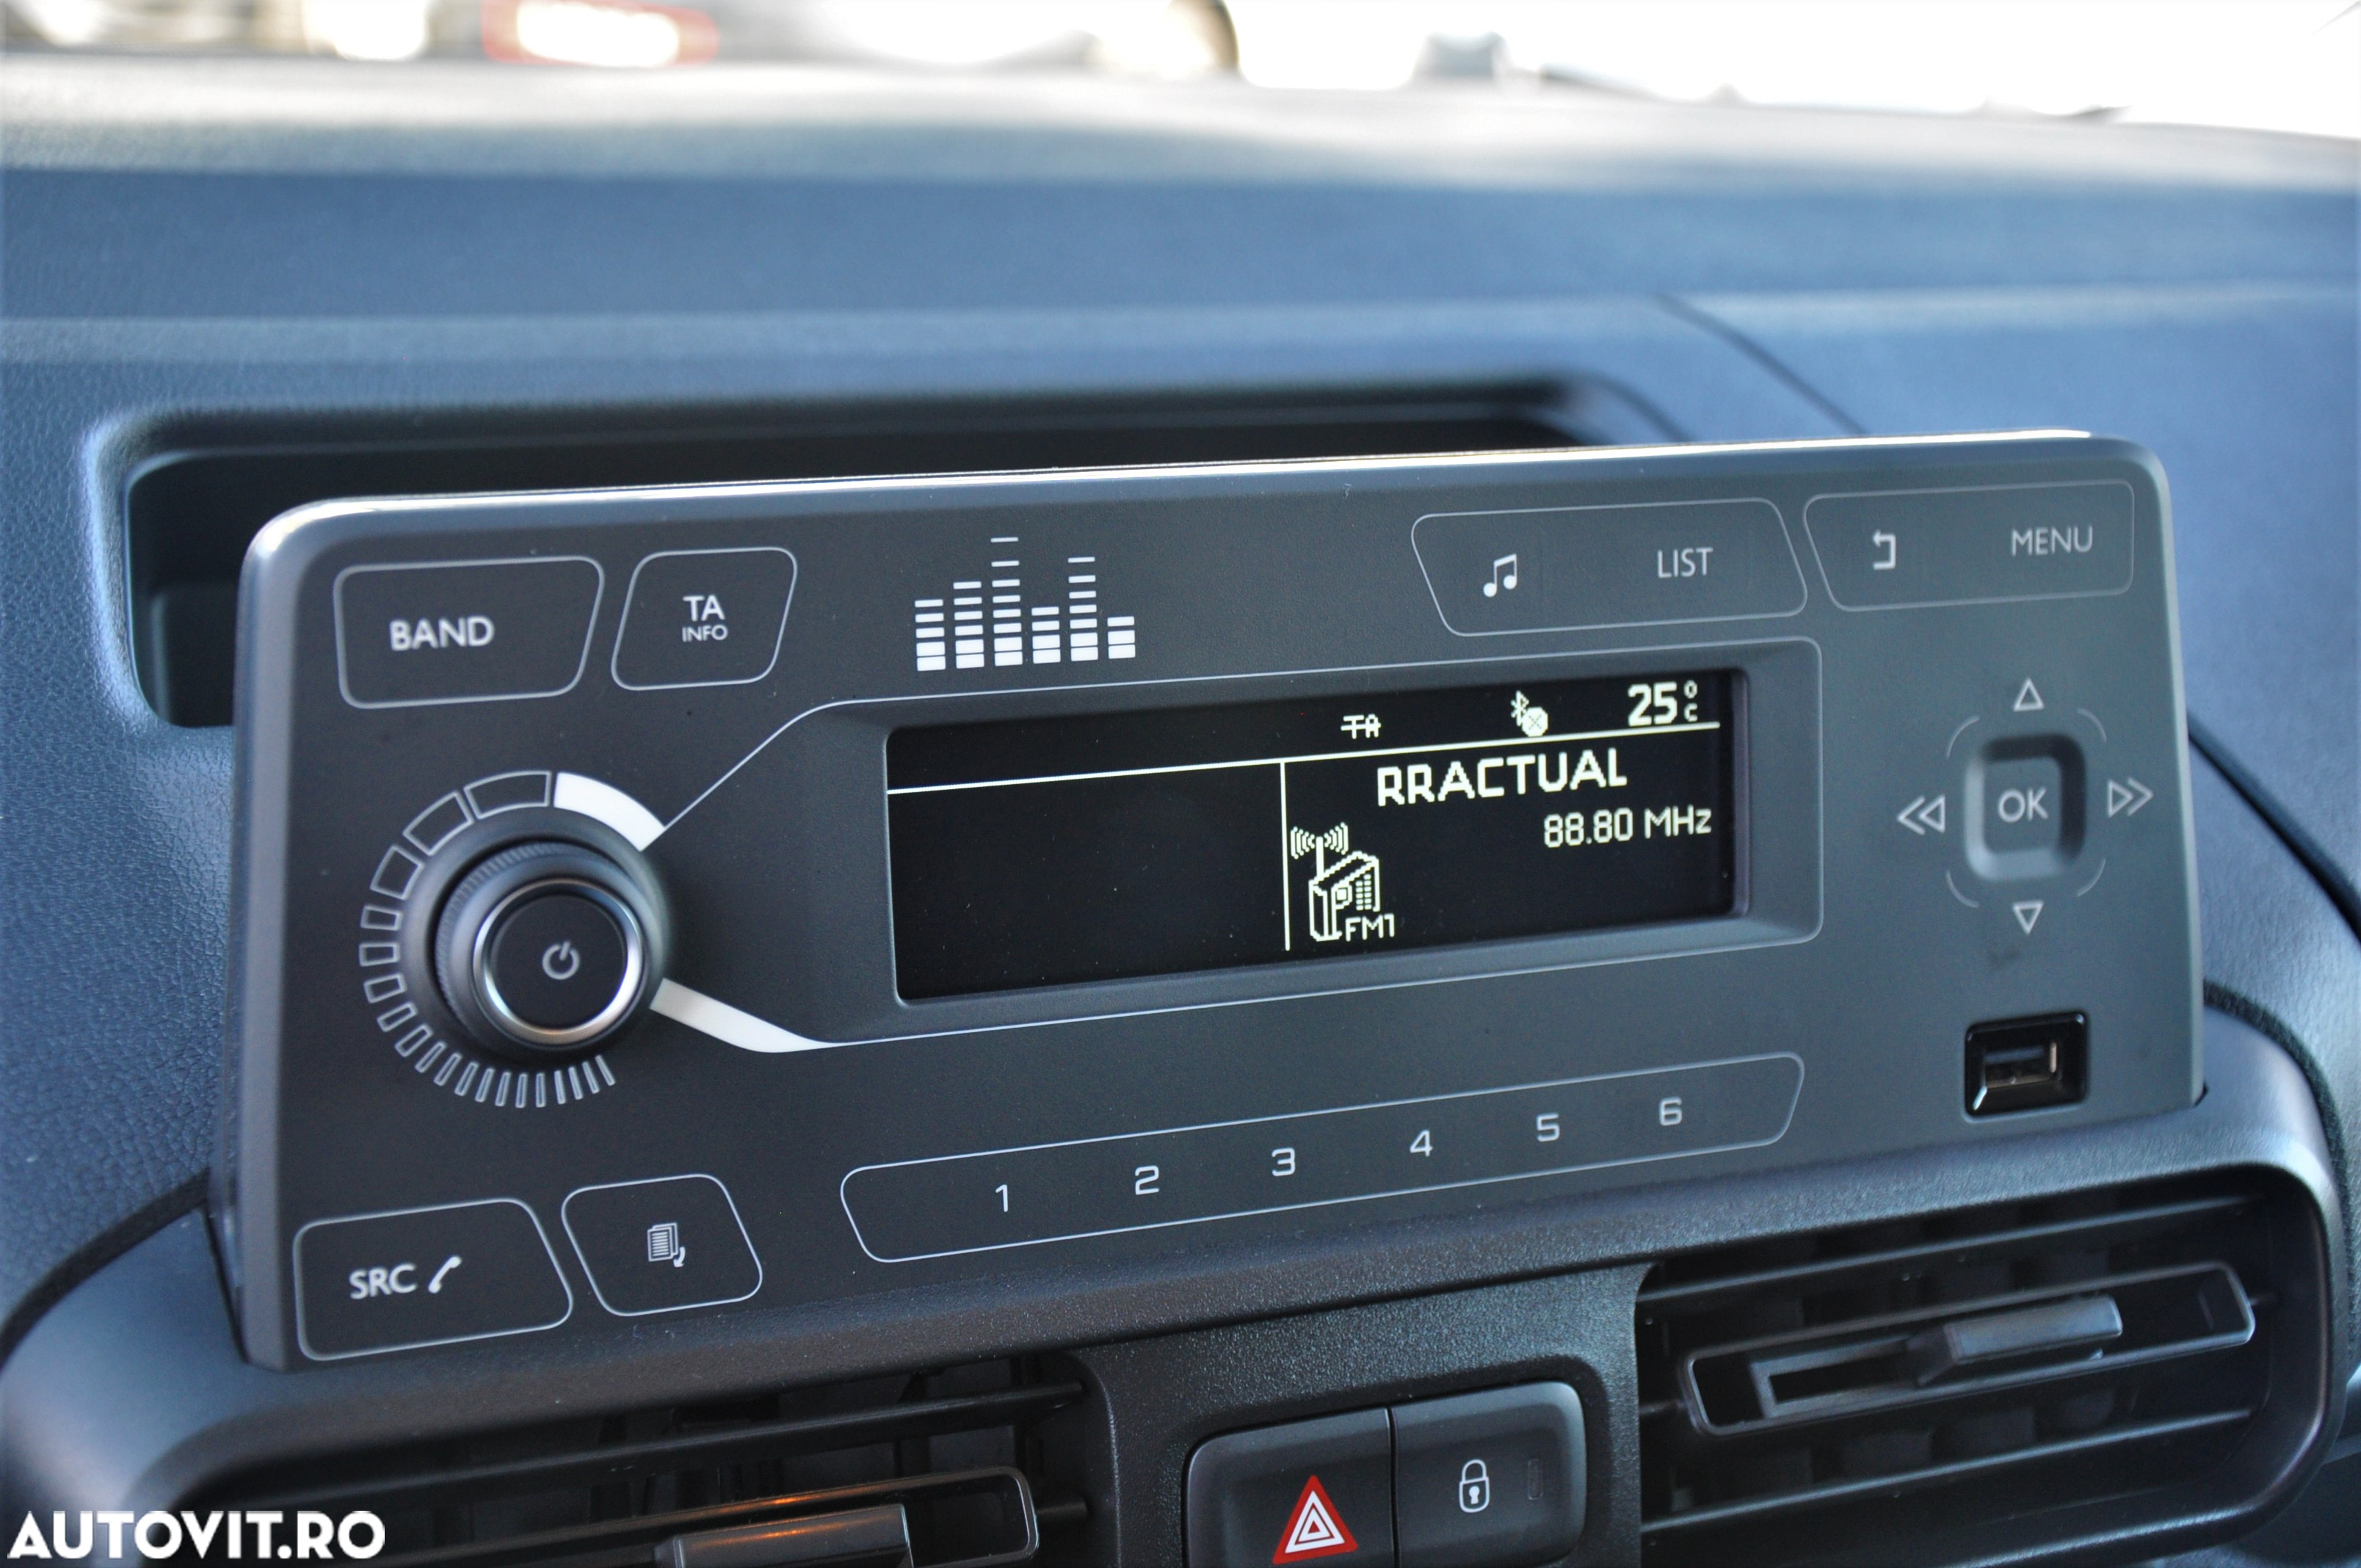 BAND
TA
INFO
LIST
MENU
TA
25°C
RRACTUAL
88.80 MHz
FM1
OK
1 2 3 4 5 6
SRC
AUTOVIT.RO